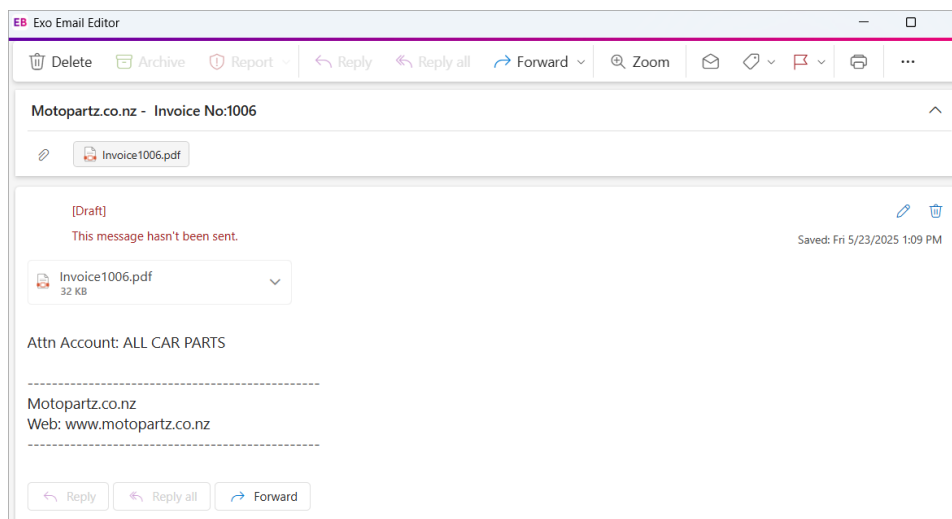 EB Exo Email Editor
Delete Archive Report Reply Reply all Forward Zoom ...
Motopartz.co.nz - Invoice No:1006
Invoice1006.pdf
[Draft]
This message hasn't been sent.
Saved: Fri 5/23/2025 1:09 PM
Invoice1006.pdf
32 KB
Attn Account: ALL CAR PARTS
------------------------------------------------
Motopartz.co.nz
Web: www.motopartz.co.nz
------------------------------------------------
Reply Reply all Forward